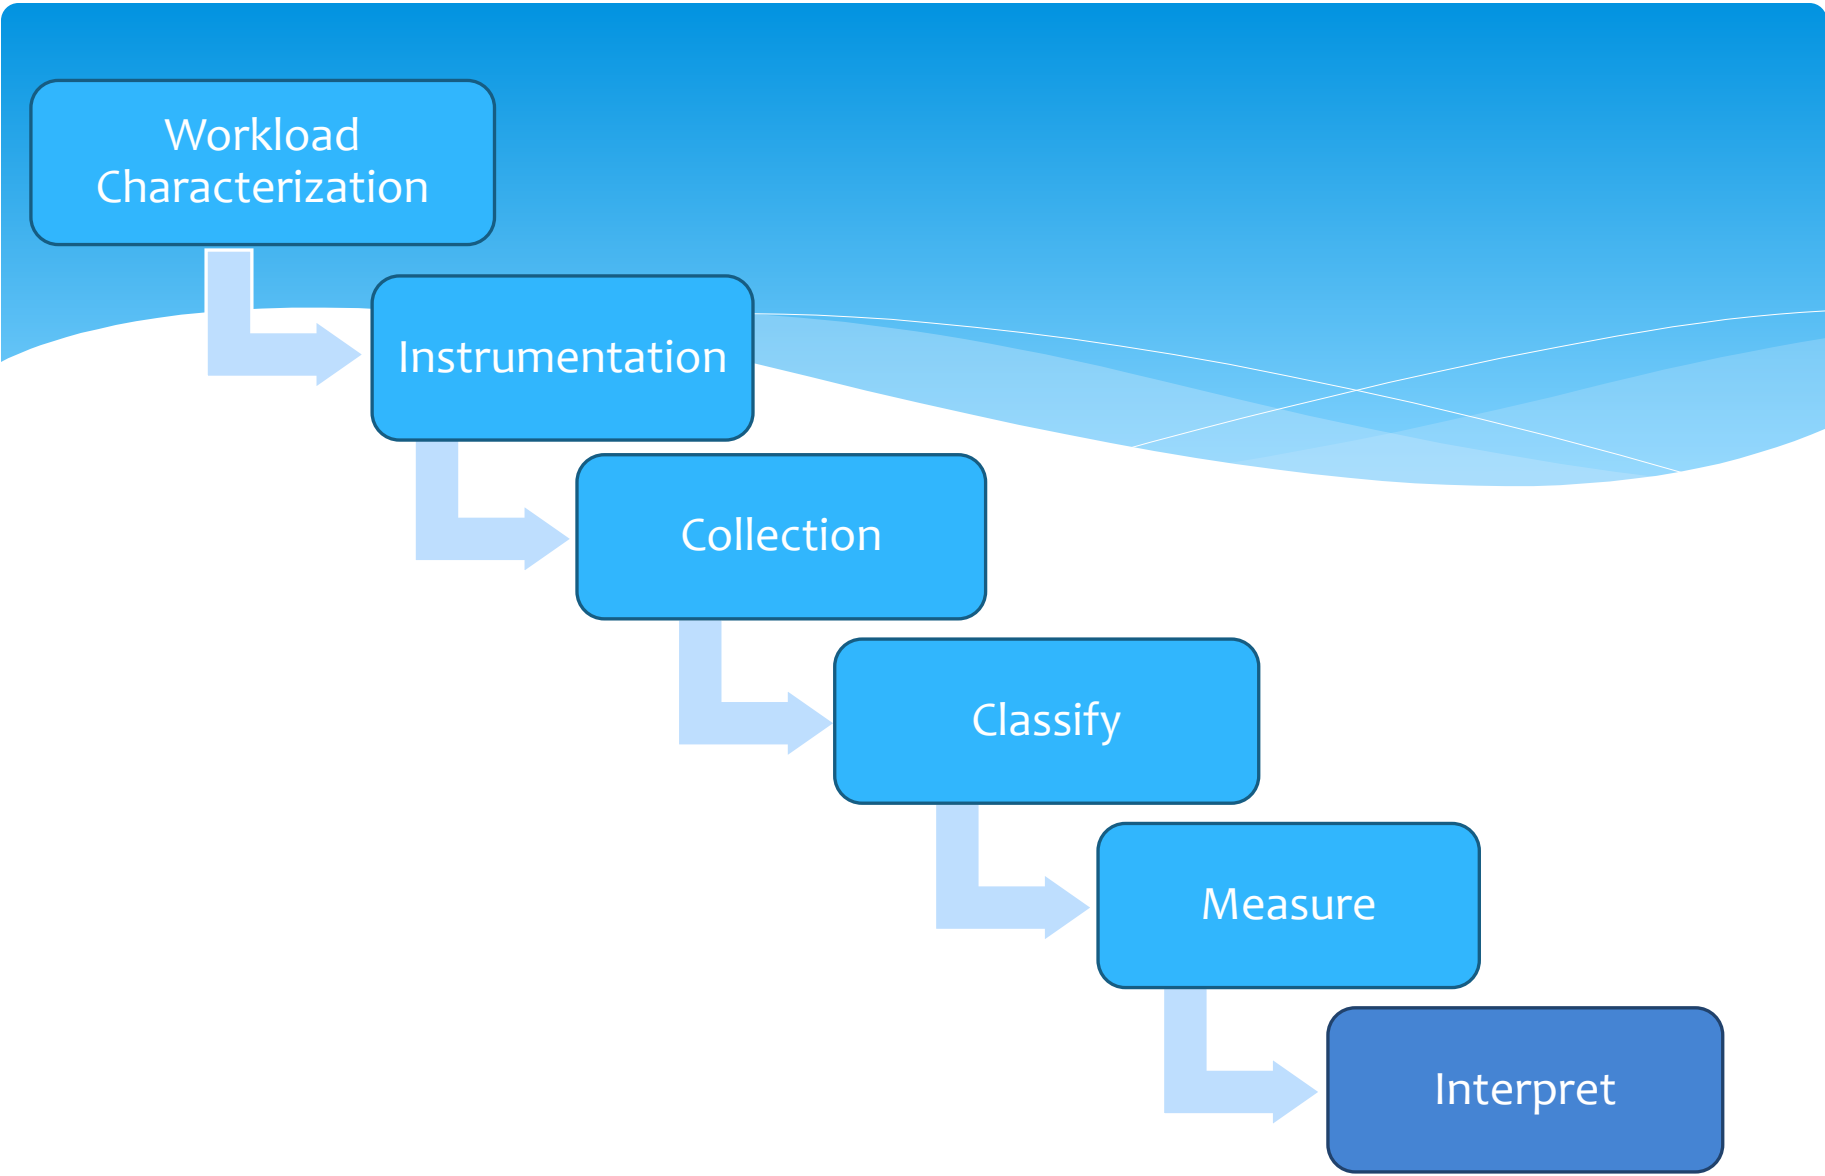 Workload
Characterization
Instrumentation
Collection
Classify
Measure
Interpret